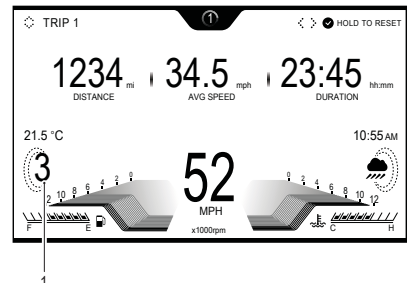 TRIP 1
1
HOLD TO RESET
1234 mi
DISTANCE
34.5 mph
AVG SPEED
23:45 hh:mm
DURATION
21.5 °C
10:55 AM
3
2 10 8 6 4 2 0
52
MPH
x1000rpm
0 2 4 6 8 10 12
F E
C H
1